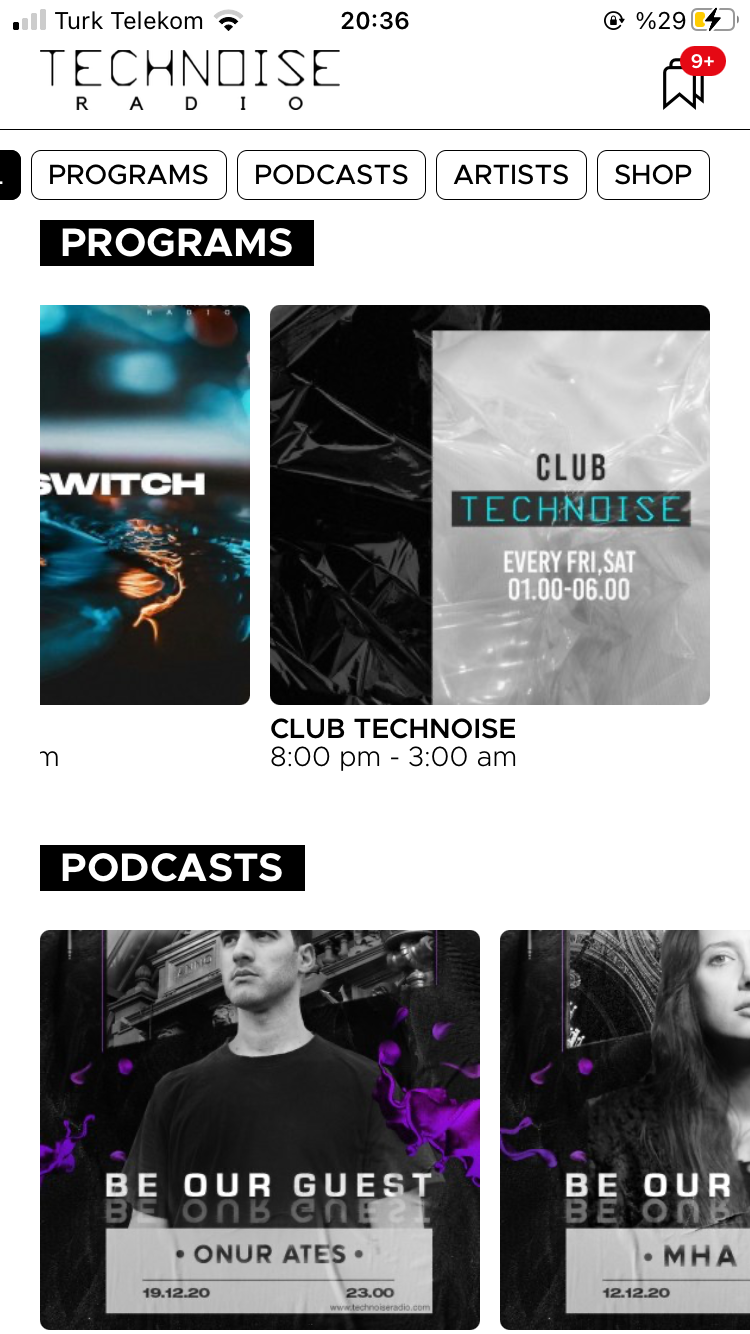 Turk Telekom
20:36
%29
TECHNOISE
RADIO
9+
PROGRAMS
PODCASTS
ARTISTS
SHOP
PROGRAMS
RADIO
SWITCH
CLUB
TECHNOISE
EVERY FRI,SAT
01.00-06.00
CLUB TECHNOISE
m
8:00 pm - 3:00 am
PODCASTS
BE OUR GUEST
• ONUR ATES •
19.12.20
23.00
www.technoiseradio.com
BE OUR
• MHA
12.12.20